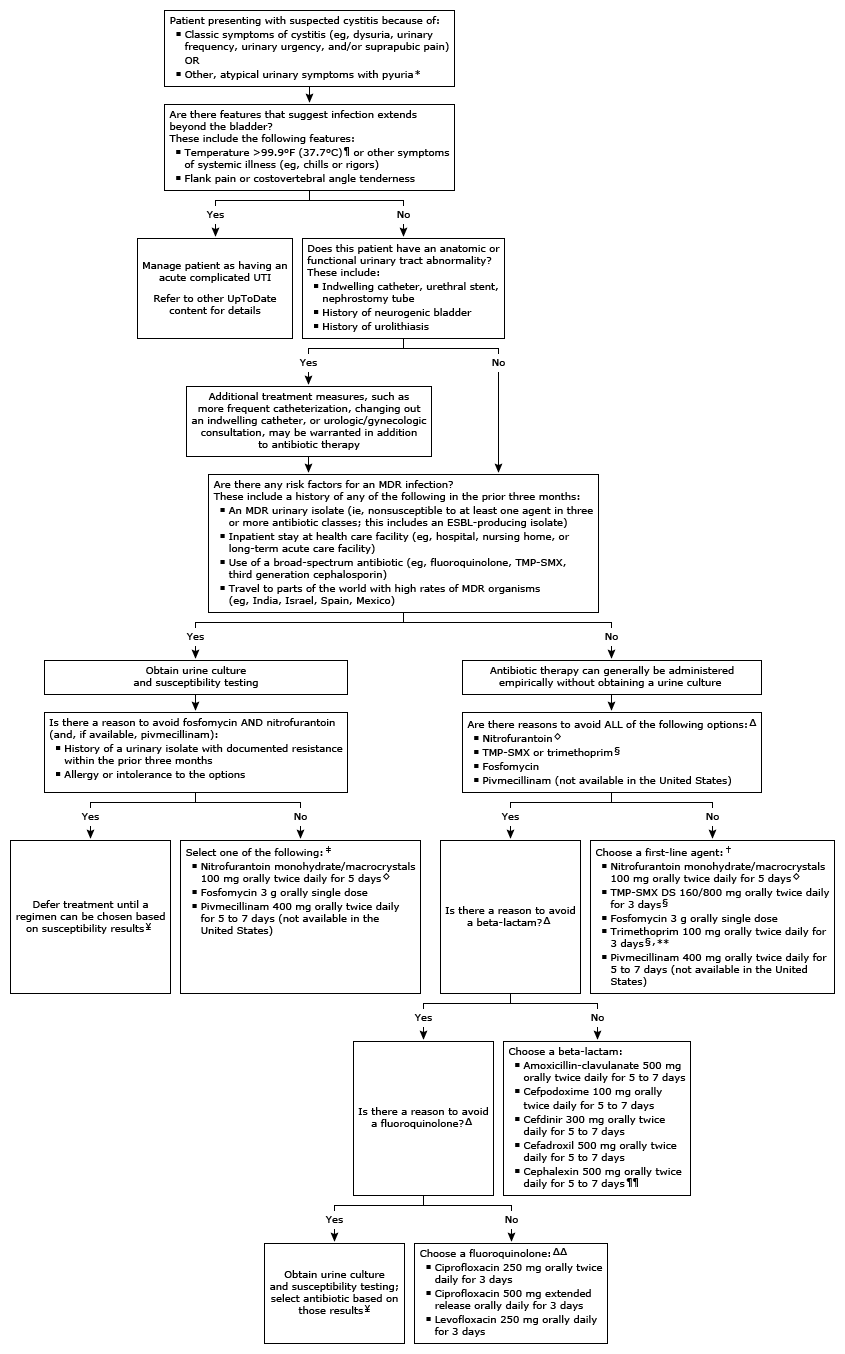 Patient presenting with suspected cystitis because of:
▪ Classic symptoms of cystitis (eg, dysuria, urinary
frequency, urinary urgency, and/or suprapubic pain)
OR
▪ Other, atypical urinary symptoms with pyuria*
Are there features that suggest infection extends
beyond the bladder?
These include the following features:
▪ Temperature >99.9°F (37.7°C)¶ or other symptoms
of systemic illness (eg, chills or rigors)
▪ Flank pain or costovertebral angle tenderness
Yes
No
Manage patient as having an
acute complicated UTI
Refer to other UpToDate
content for details
Does this patient have an anatomic or
functional urinary tract abnormality?
These include:
▪ Indwelling catheter, urethral stent,
nephrostomy tube
▪ History of neurogenic bladder
▪ History of urolithiasis
Yes
No
Additional treatment measures, such as
more frequent catheterization, changing out
an indwelling catheter, or urologic/gynecologic
consultation, may be warranted in addition
to antibiotic therapy
Are there any risk factors for an MDR infection?
These include a history of any of the following in the prior three months:
▪ An MDR urinary isolate (ie, nonsusceptible to at least one agent in three
or more antibiotic classes; this includes an ESBL-producing isolate)
▪ Inpatient stay at health care facility (eg, hospital, nursing home, or
long-term acute care facility)
▪ Use of a broad-spectrum antibiotic (eg, fluoroquinolone, TMP-SMX,
third generation cephalosporin)
▪ Travel to parts of the world with high rates of MDR organisms
(eg, India, Israel, Spain, Mexico)
Yes
No
Obtain urine culture
and susceptibility testing
Antibiotic therapy can generally be administered
empirically without obtaining a urine culture
Is there a reason to avoid fosfomycin AND nitrofurantoin
(and, if available, pivmecillinam):
▪ History of a urinary isolate with documented resistance
within the prior three months
▪ Allergy or intolerance to the options
Are there reasons to avoid ALL of the following options:Δ
▪ Nitrofurantoin◇
▪ TMP-SMX or trimethoprim§
▪ Fosfomycin
▪ Pivmecillinam (not available in the United States)
Yes
No
Yes
No
Defer treatment until a
regimen can be chosen based
on susceptibility results¥
Select one of the following:‡
▪ Nitrofurantoin monohydrate/macrocrystals
100 mg orally twice daily for 5 days◇
▪ Fosfomycin 3 g orally single dose
▪ Pivmecillinam 400 mg orally twice daily
for 5 to 7 days (not available in the
United States)
Is there a reason to avoid
a beta-lactam?Δ
Choose a first-line agent:†
▪ Nitrofurantoin monohydrate/macrocrystals
100 mg orally twice daily for 5 days◇
▪ TMP-SMX DS 160/800 mg orally twice daily
for 3 days§
▪ Fosfomycin 3 g orally single dose
▪ Trimethoprim 100 mg orally twice daily for
3 days§,**
▪ Pivmecillinam 400 mg orally twice daily for
5 to 7 days (not available in the United
States)
Yes
No
Is there a reason to avoid
a fluoroquinolone?Δ
Choose a beta-lactam:
▪ Amoxicillin-clavulanate 500 mg
orally twice daily for 5 to 7 days
▪ Cefpodoxime 100 mg orally
twice daily for 5 to 7 days
▪ Cefdinir 300 mg orally twice
daily for 5 to 7 days
▪ Cefadroxil 500 mg orally twice
daily for 5 to 7 days
▪ Cephalexin 500 mg orally twice
daily for 5 to 7 days¶¶
Yes
No
Obtain urine culture
and susceptibility testing;
select antibiotic based on
those results¥
Choose a fluoroquinolone:ΔΔ
▪ Ciprofloxacin 250 mg orally twice
daily for 3 days
▪ Ciprofloxacin 500 mg extended
release orally daily for 3 days
▪ Levofloxacin 250 mg orally daily
for 3 days